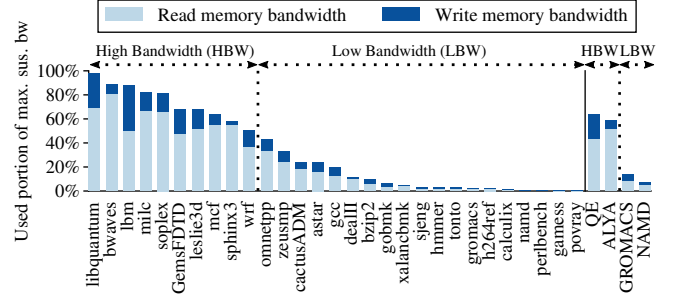 Read memory bandwidth
Write memory bandwidth
High Bandwidth (HBW)
Low Bandwidth (LBW)
HBW
LBW
Used portion of max. sus. bw
100%
80%
60%
40%
20%
0%
libquantum
bwaves
lbm
milc
soplex
GemsFDTD
leslie3d
mcf
sphinx3
wrf
omnetpp
zeusmp
cactusADM
astar
gcc
dealII
bzip2
gobmk
xalancbmk
sjeng
hmmer
tonto
gromacs
h264ref
calculix
namd
perlbench
gamess
povray
QE
ALYA
GROMACS
NAMD